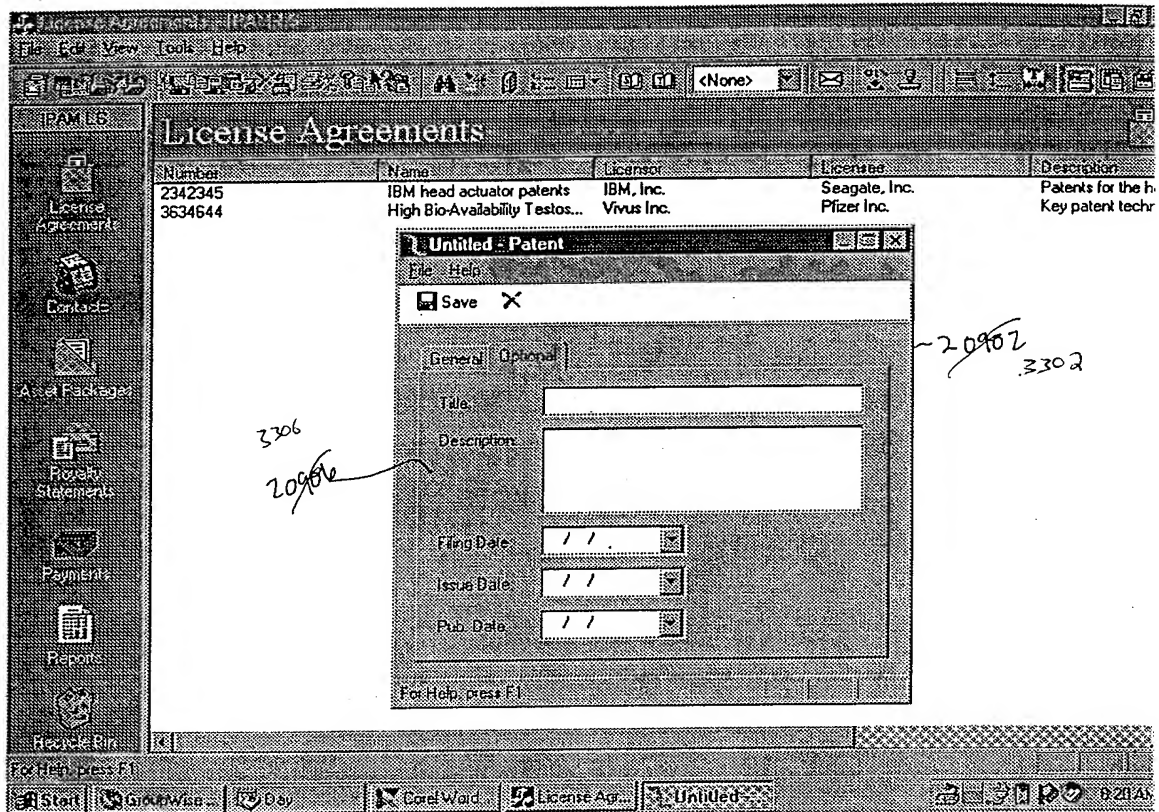 License Agreements - IPAM LS
File Edit View Tools Help
<None>
IPAM LS
License Agreements
Number Name Licensor Licensee Description
2342345 IBM head actuator patents IBM, Inc. Seagate, Inc. Patents for the h
3634644 High Bio-Availability Testos... Vivus Inc. Pfizer Inc. Key patent techr
License
Agreements
Contacts
Asset Packages
Royalty
Statements
Payments
Reports
Recycle Bin
Untitled - Patent
File Help
Save
General Optional
Title:
Description:
Filing Date: / / .
Issue Date: / /
Pub. Date: / /
For Help, press F1
20902
3302
3306
20906
For Help, press F1
Start GroupWise... Day Corel Word... License Agr... Untitled -... 8:20 AM